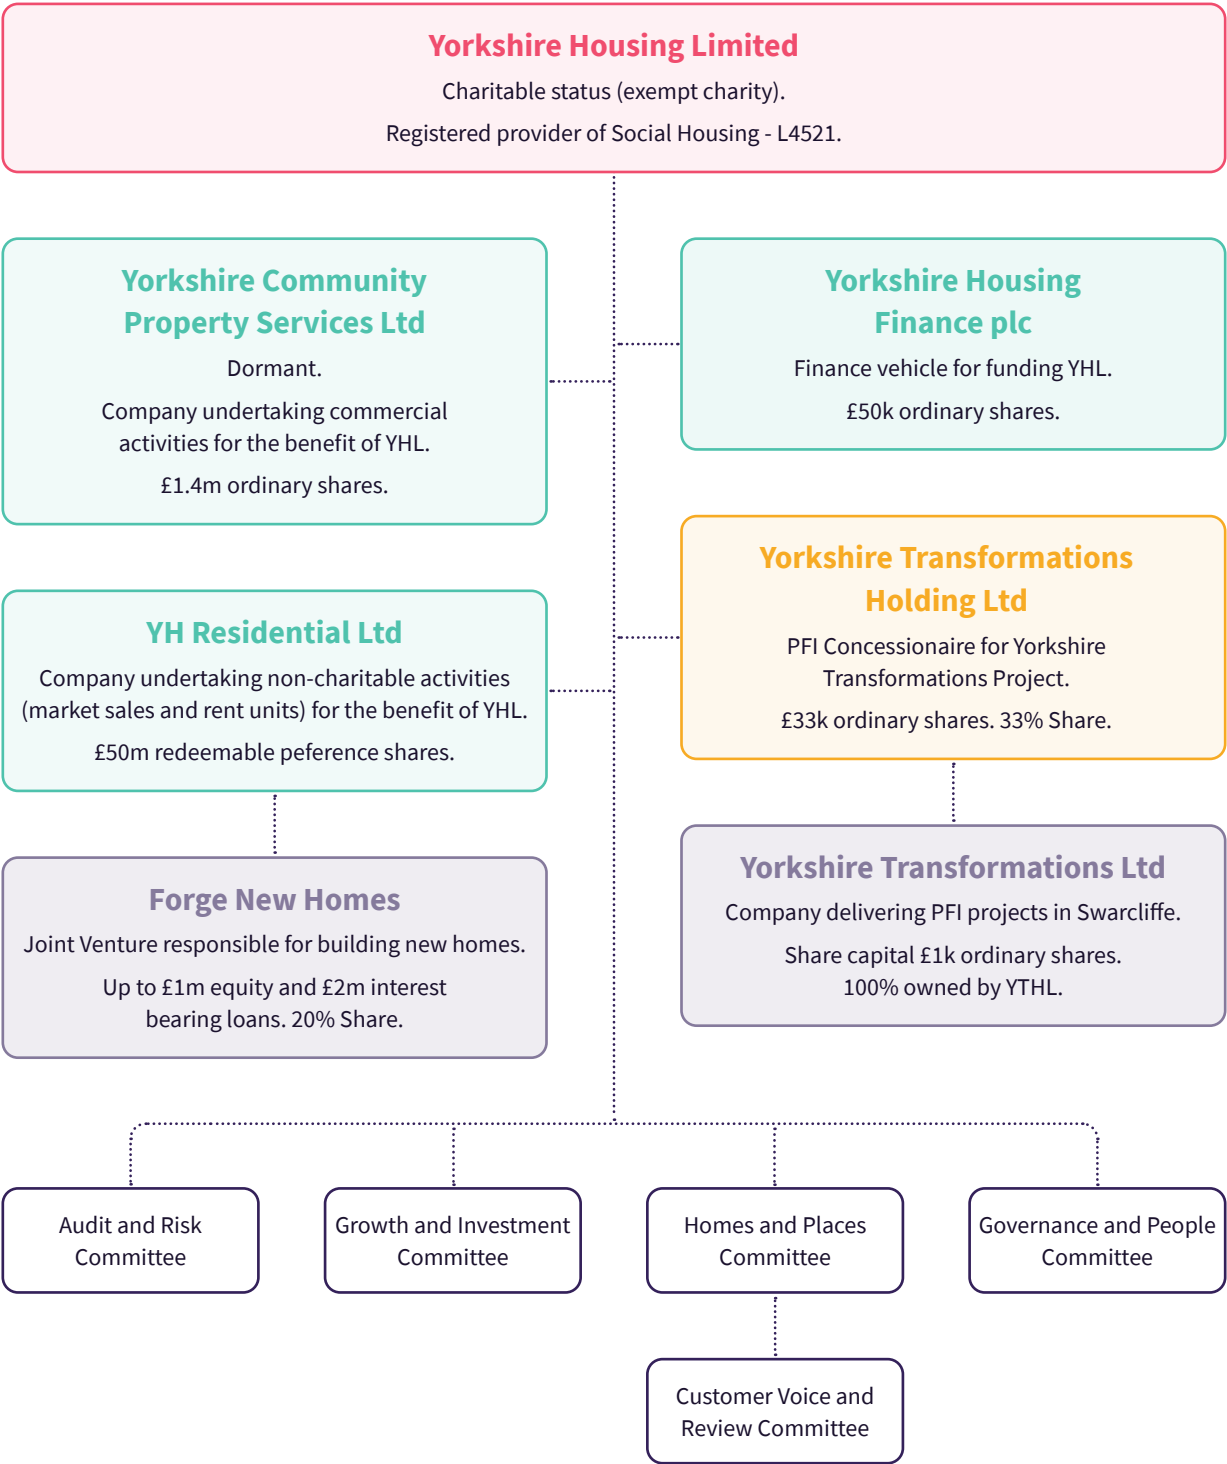 Yorkshire Housing Limited
Charitable status (exempt charity).
Registered provider of Social Housing - L4521.
Yorkshire Community
Property Services Ltd
Dormant.
Company undertaking commercial
activities for the benefit of YHL.
£1.4m ordinary shares.
Yorkshire Housing
Finance plc
Finance vehicle for funding YHL.
£50k ordinary shares.
YH Residential Ltd
Company undertaking non-charitable activities
(market sales and rent units) for the benefit of YHL.
£50m redeemable peference shares.
Yorkshire Transformations
Holding Ltd
PFI Concessionaire for Yorkshire
Transformations Project.
£33k ordinary shares. 33% Share.
Forge New Homes
Joint Venture responsible for building new homes.
Up to £1m equity and £2m interest
bearing loans. 20% Share.
Yorkshire Transformations Ltd
Company delivering PFI projects in Swarcliffe.
Share capital £1k ordinary shares.
100% owned by YTHL.
Audit and Risk
Committee
Growth and Investment
Committee
Homes and Places
Committee
Governance and People
Committee
Customer Voice and
Review Committee